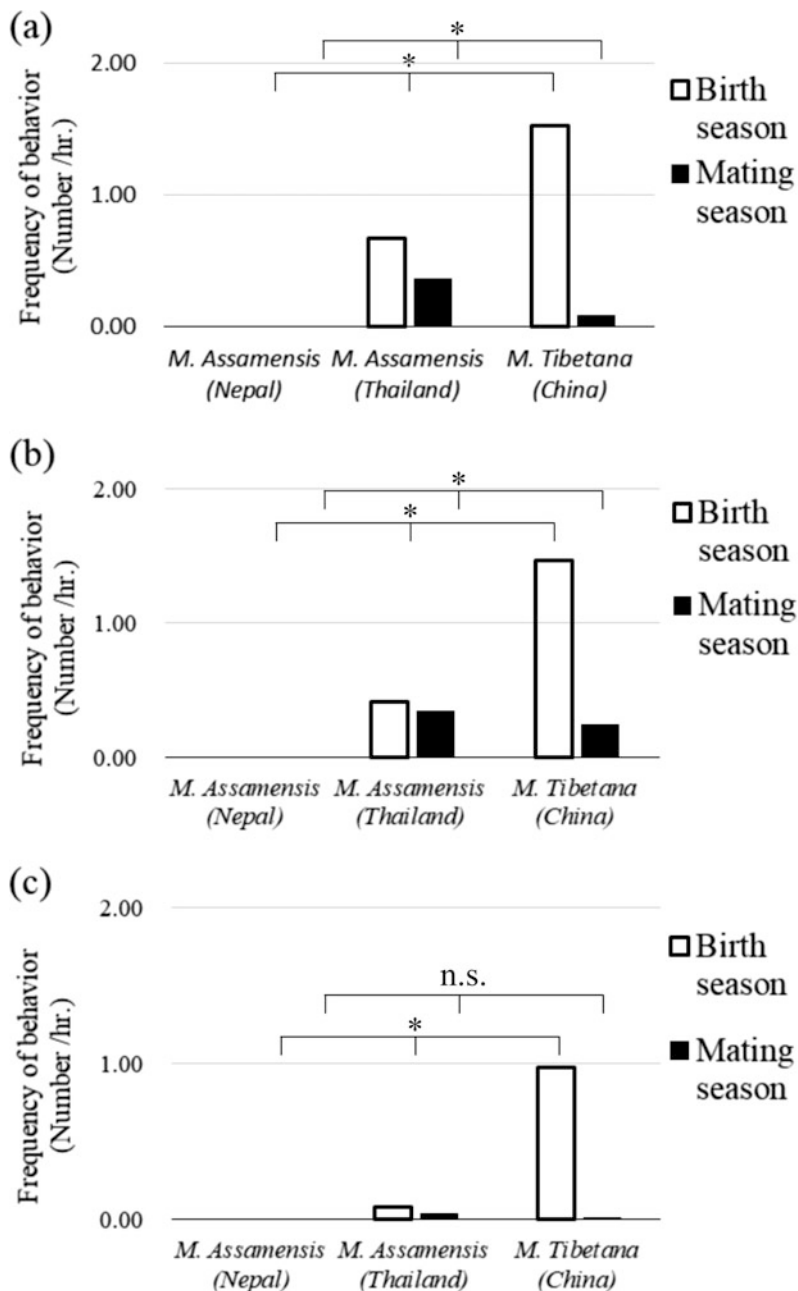 (a)
*
*
2.00
1.00
0.00
Frequency of behavior
(Number /hr.)
Birth
season
Mating
season
M. Assamensis
(Nepal)
M. Assamensis
(Thailand)
M. Tibetana
(China)
(b)
*
*
2.00
1.00
0.00
Frequency of behavior
(Number /hr.)
Birth
season
Mating
season
M. Assamensis
(Nepal)
M. Assamensis
(Thailand)
M. Tibetana
(China)
(c)
n.s.
*
2.00
1.00
0.00
Frequency of behavior
(Number /hr.)
Birth
season
Mating
season
M. Assamensis
(Nepal)
M. Assamensis
(Thailand)
M. Tibetana
(China)